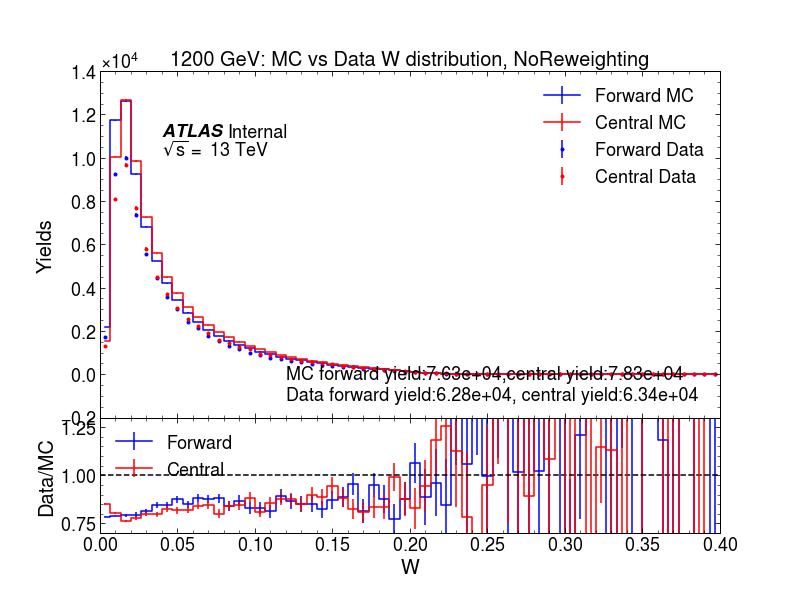 ×10⁴ 1200 GeV: MC vs Data W distribution, NoReweighting
1.4
1.2
1.0
0.8
0.6
0.4
0.2
0.0
0.2
Yields
ATLAS Internal
√s = 13 TeV
Forward MC
Central MC
Forward Data
Central Data
MC forward yield:7.63e+04,central yield:7.83e+04
Data forward yield:6.28e+04, central yield:6.34e+04
1.25
1.00
0.75
Data/MC
Forward
Central
0.00 0.05 0.10 0.15 0.20 0.25 0.30 0.35 0.40
W